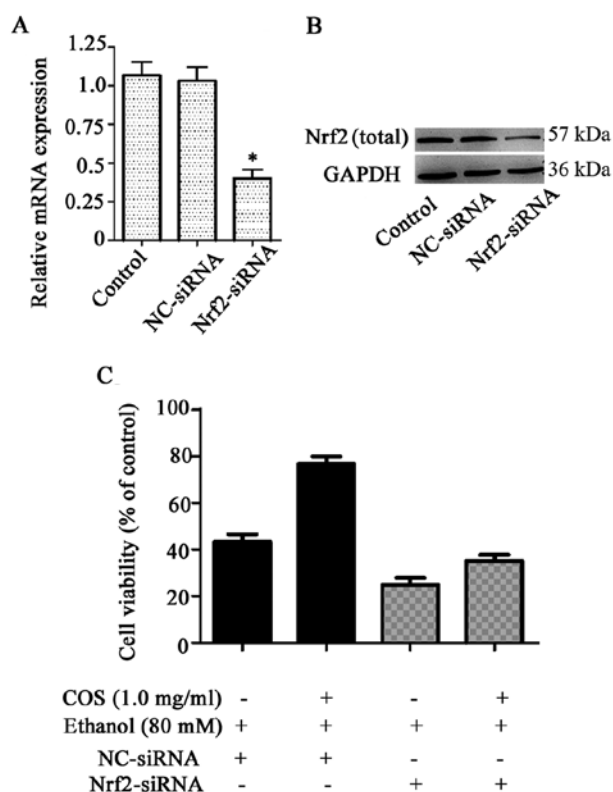 A
Relative mRNA expression
1.25
1.0
0.75
0.5
0.25
0
*
Control
NC-siRNA
Nrf2-siRNA
B
Nrf2 (total)
57 kDa
GAPDH
36 kDa
Control
NC-siRNA
Nrf2-siRNA
C
Cell viability (% of control)
100
80
60
40
20
0
COS (1.0 mg/ml) - + - +
Ethanol (80 mM) + + + +
NC-siRNA + + - -
Nrf2-siRNA - - + +